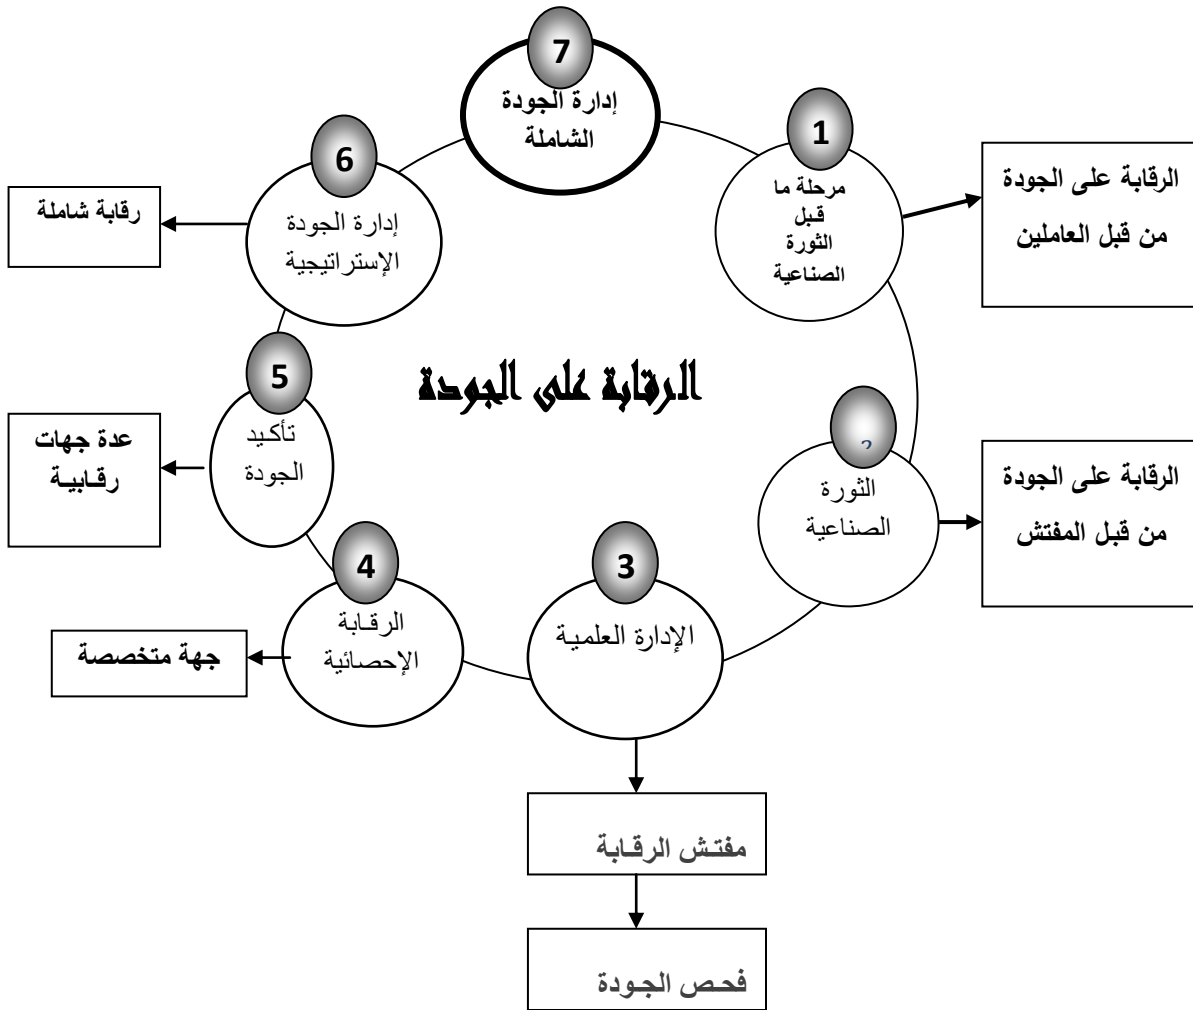 7
إدارة الجودة
الشاملة
1
مرحلة ما
قبل
الثورة
الصناعية
الرقابة على الجودة
من قبل العاملين
2
الثورة
الصناعية
الرقابة على الجودة
من قبل المفتش
3
الإدارة العلمية
مفتش الرقابة
فحص الجودة
4
الرقابة
الإحصائية
جهة متخصصة
5
تأكيد
الجودة
عدة جهات
رقابية
6
إدارة الجودة
الإستراتيجية
رقابة شاملة
الرقابة على الجودة